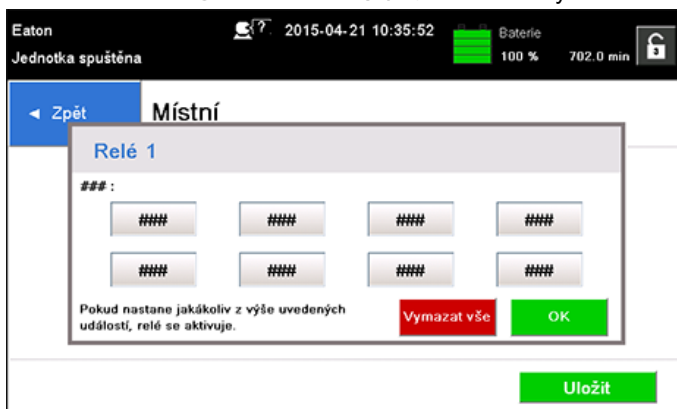 Eaton 2015-04-21 10:35:52 Baterie
Jednotka spuštěna 100 % 702.0 min
◄ Zpět Místní
Relé 1
### :
### ### ### ###
### ### ### ###
Pokud nastane jakákoliv z výše uvedených
událostí, relé se aktivuje.
Vymazat vše OK
Uložit